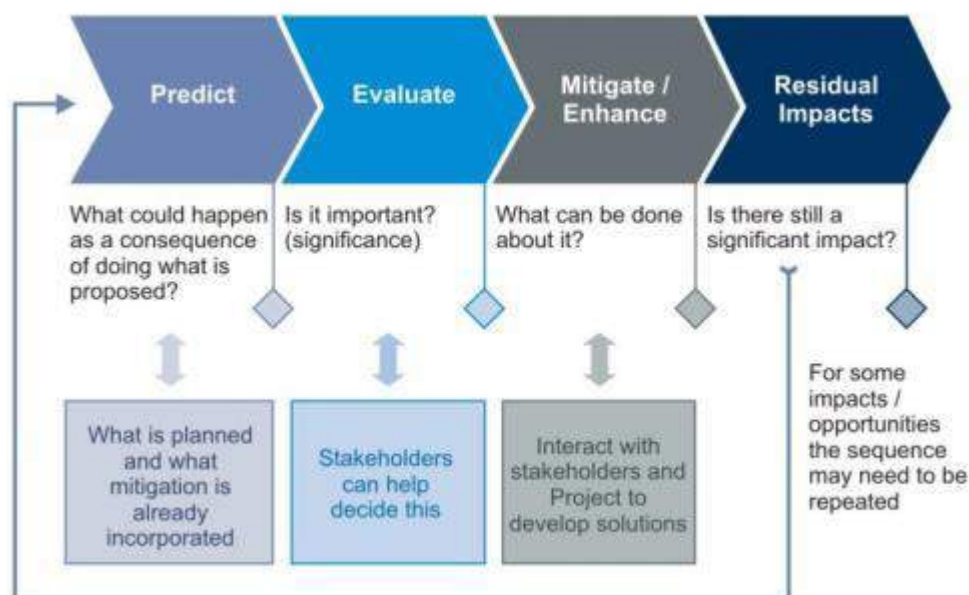 Predict
Evaluate
Mitigate /
Enhance
Residual
Impacts
What could happen
as a consequence
of doing what is
proposed?
Is it important?
(significance)
What can be done
about it?
Is there still a
significant impact?
What is planned
and what
mitigation is
already
incorporated
Stakeholders
can help
decide this
Interact with
stakeholders and
Project to
develop solutions
For some
impacts /
opportunities
the sequence
may need to be
repeated